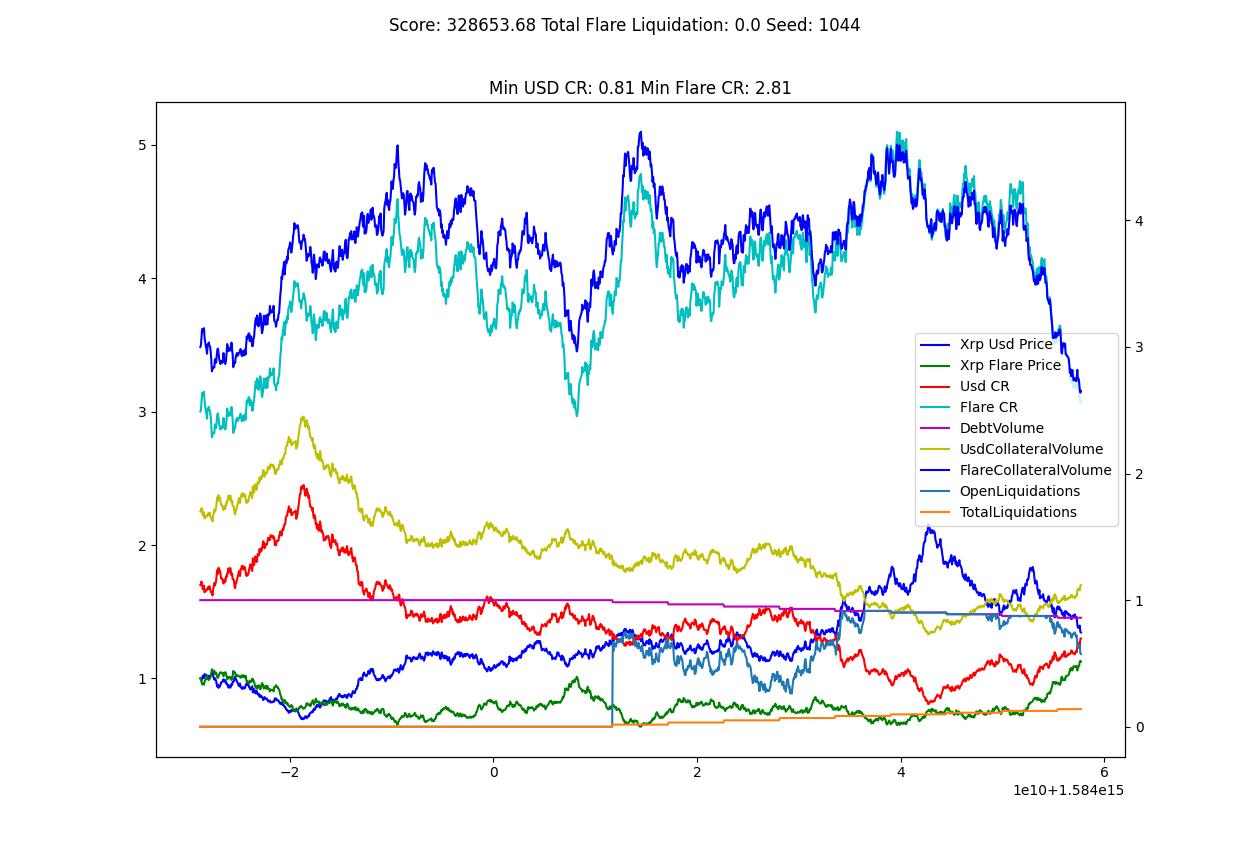 Score: 328653.68 Total Flare Liquidation: 0.0 Seed: 1044
Min USD CR: 0.81 Min Flare CR: 2.81
5
4
3
2
1
4
3
2
1
0
Xrp Usd Price
Xrp Flare Price
Usd CR
Flare CR
DebtVolume
UsdCollateralVolume
FlareCollateralVolume
OpenLiquidations
TotalLiquidations
−2 0 2 4 6
1e10+1.584e15